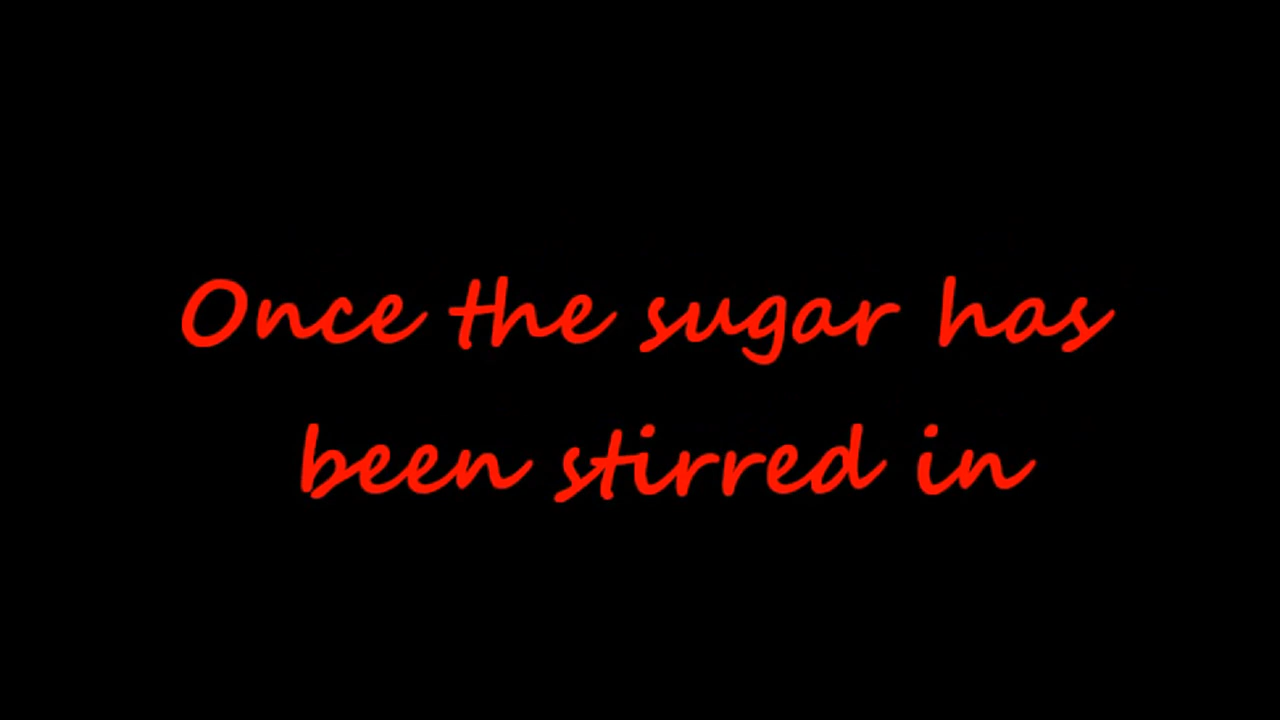 Once the sugar has
been stirred in